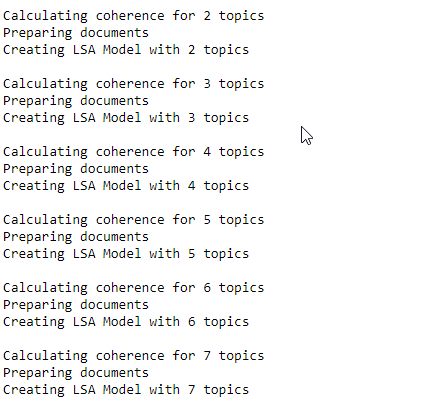 Calculating coherence for 2 topics
Preparing documents
Creating LSA Model with 2 topics
Calculating coherence for 3 topics
Preparing documents
Creating LSA Model with 3 topics
Calculating coherence for 4 topics
Preparing documents
Creating LSA Model with 4 topics
Calculating coherence for 5 topics
Preparing documents
Creating LSA Model with 5 topics
Calculating coherence for 6 topics
Preparing documents
Creating LSA Model with 6 topics
Calculating coherence for 7 topics
Preparing documents
Creating LSA Model with 7 topics